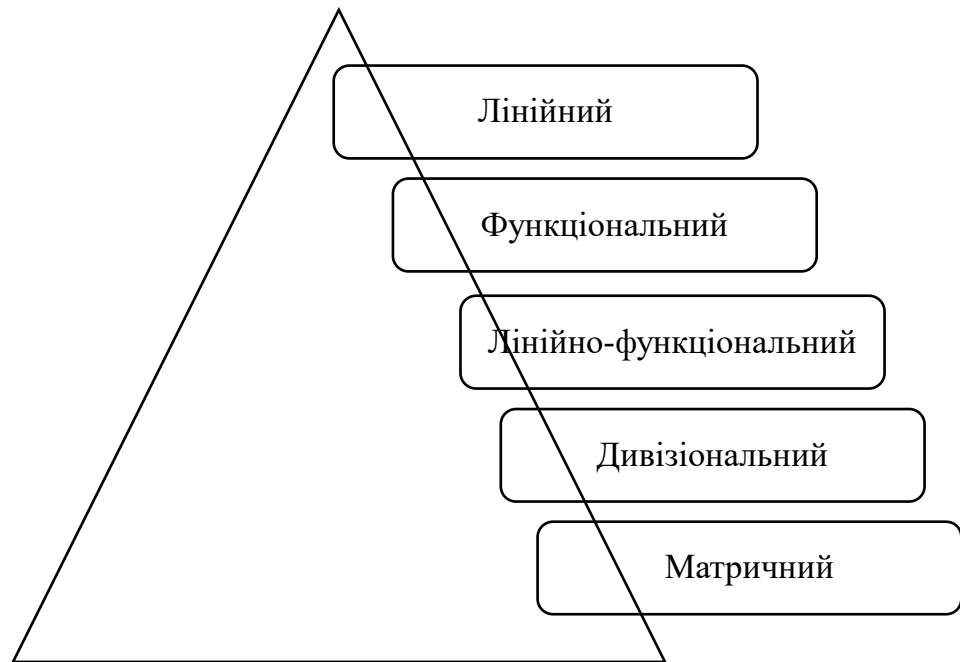 Лінійний
Функціональний
Лінійно-функціональний
Дивізіональний
Матричний